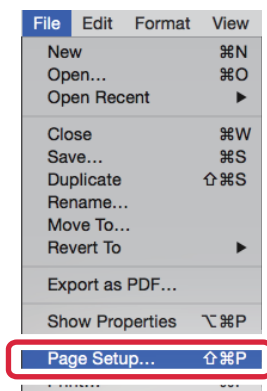 File Edit Format View
New ⌘N
Open... ⌘O
Open Recent ▶
Close ⌘W
Save... ⌘S
Duplicate ⇧⌘S
Rename...
Move To...
Revert To ▶
Export as PDF...
Show Properties ⌥⌘P
Page Setup... ⇧⌘P